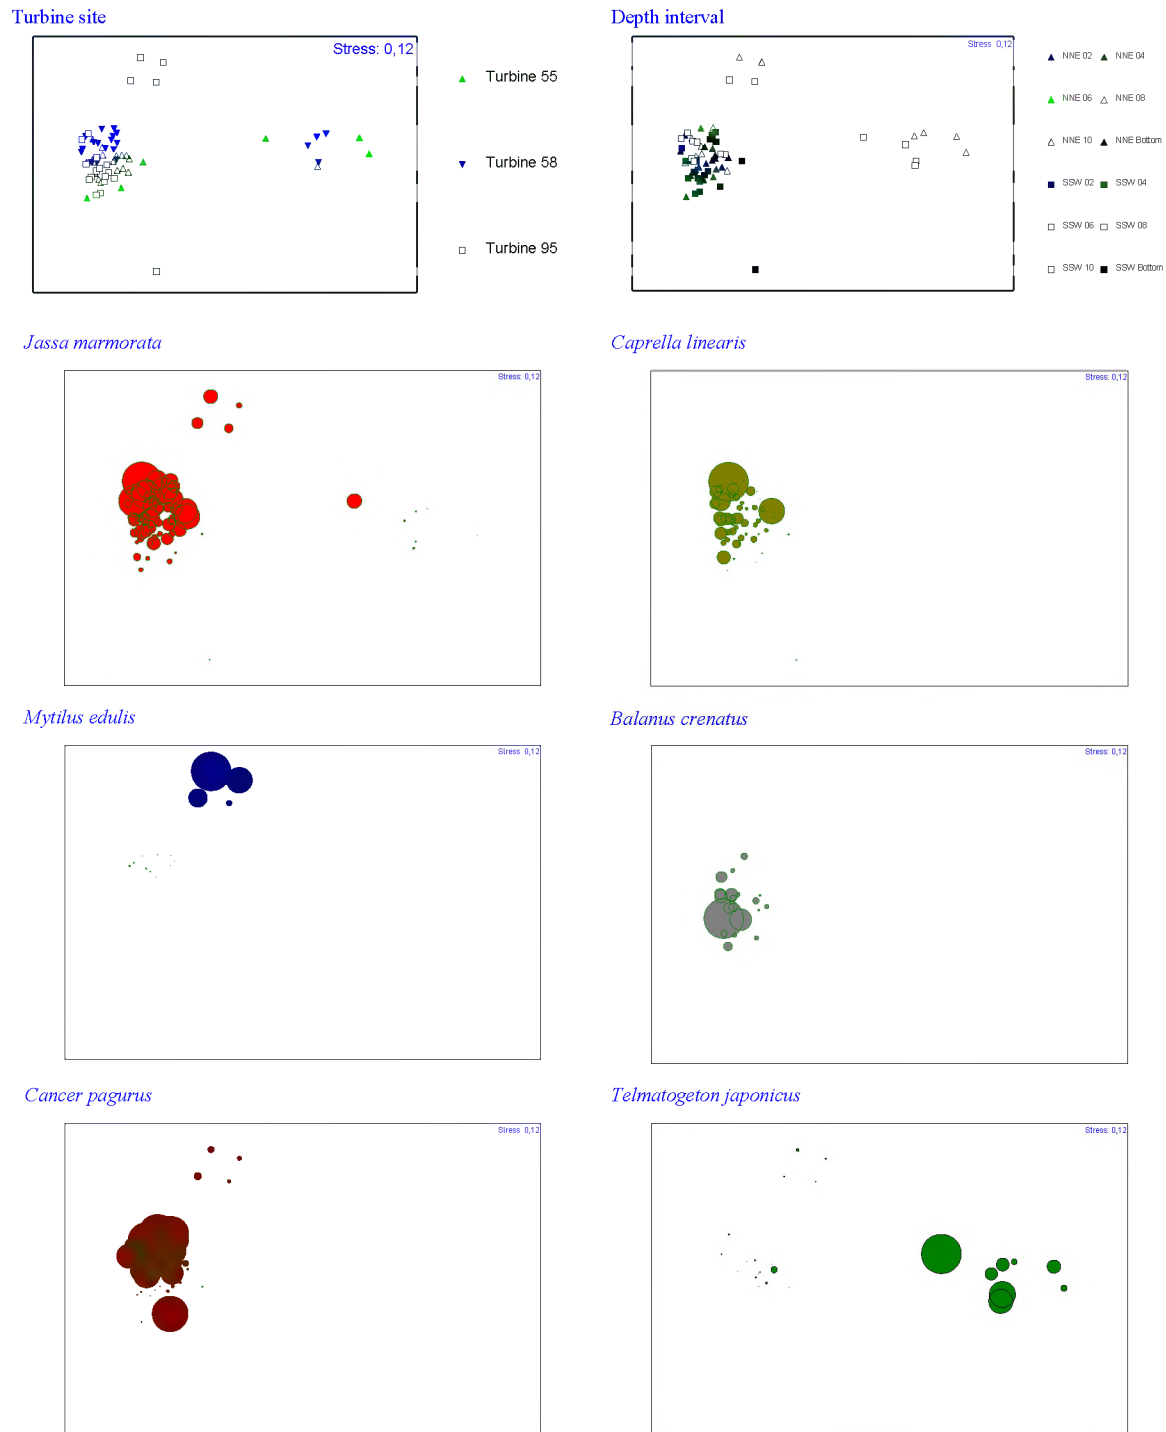 Turbine site
Stress: 0,12
Turbine 55
Turbine 58
Turbine 95
Depth interval
Stress 0,12
NNE 02 NNE 04
NNE 06 NNE 08
NNE 10 NNE Bottom
SSW 02 SSW 04
SSW 06 SSW 08
SSW 10 SSW Bottom
Jassa marmorata
Stress: 0,12
Caprella linearis
Stress: 0,12
Mytilus edulis
Stress 0,12
Balanus crenatus
Stress: 0,12
Cancer pagurus
Stress 0,12
Telmatogeton japonicus
Stress: 0,12